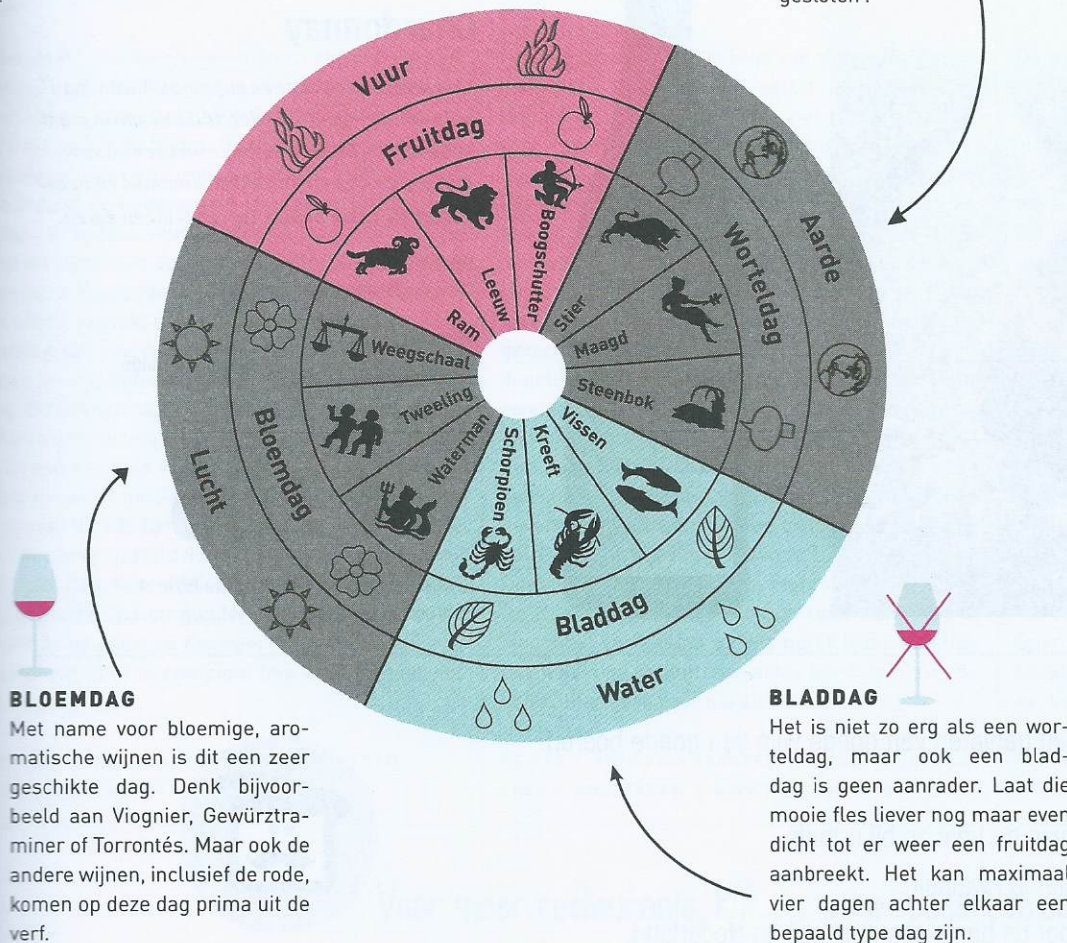 gesloten'.
Vuur
Fruitdag
Ram
Leeuw
Boogschutter
Aarde
Worteldag
Stier
Maagd
Steenbok
Water
Bladdag
Vissen
Kreeft
Schorpioen
Lucht
Bloemdag
Waterman
Tweeling
Weegschaal
BLOEMDAG
Met name voor bloemige, aro-
matische wijnen is dit een zeer
geschikte dag. Denk bijvoor-
beeld aan Viognier, Gewürztra-
miner of Torrontés. Maar ook de
andere wijnen, inclusief de rode,
komen op deze dag prima uit de
verf.
BLADDAG
Het is niet zo erg als een wor-
teldag, maar ook een blad-
dag is geen aanrader. Laat die
mooie fles liever nog maar even
dicht tot er weer een fruitdag
aanbreekt. Het kan maximaal
vier dagen achter elkaar een
bepaald type dag zijn.